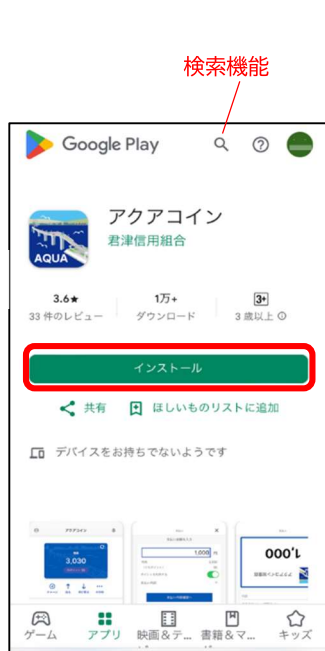 検索機能
Google Play
アクアコイン
君津信用組合
AQUA
3.6★
1万+
3+
33 件のレビュー
ダウンロード
3 歳以上
インストール
共有
ほしいものリストに追加
デバイスをお持ちでないようです
アクアコイン
3,030
1,000
000'L
ゲーム
アプリ
映画&テ...
書籍&マ...
キッズ